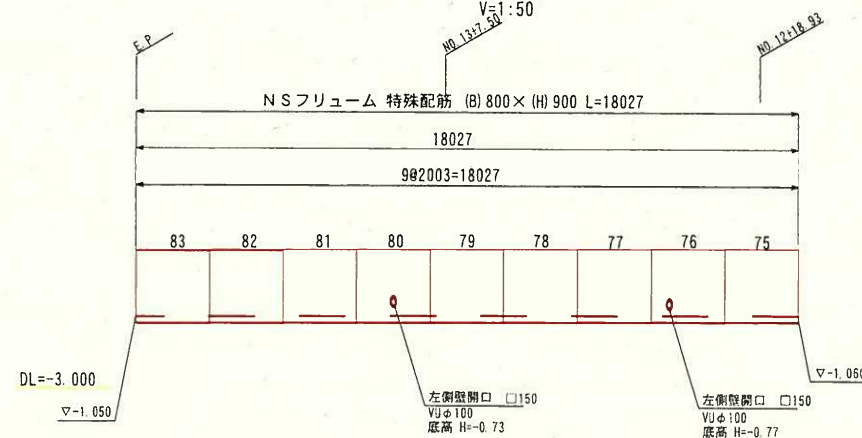 V=1:50
E.P
NO.13+7.50
NO.12+18.93
NSフリューム 特殊配筋 (B)800×(H)900 L=18027
18027
9@2003=18027
83 82 81 80 79 78 77 76 75
DL=-3.000
▽-1.050
▽-1.060
左側壁開口 □150
VUφ100
底高 H=-0.73
左側壁開口 □150
VUφ100
底高 H=-0.77